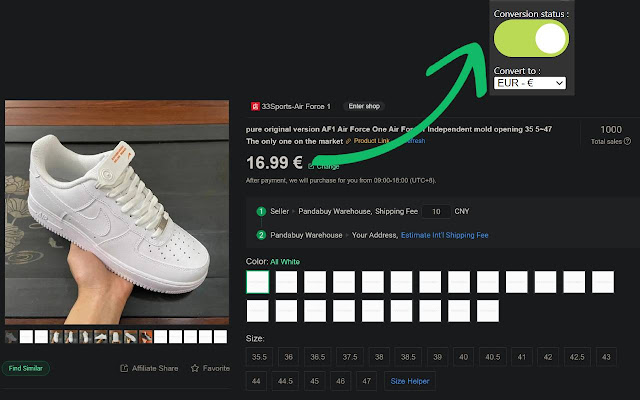 Conversion status :
Convert to :
EUR - €
33Sports-Air Force 1
Enter shop
pure original version AF1 Air Force One Air For Independent mold opening 35 5~47
The only one on the market Product Link
1000
Total sales
16.99 €
Change
After payment, we will purchase for you from 09:00-18:00 (UTC+8).
1 Seller Pandabuy Warehouse, Shipping Fee 10 CNY
2 Pandabuy Warehouse Your Address, Estimate Int'l Shipping Fee
Color: All White
Size:
35.5 36 36.5 37.5 38 38.5 39 40 40.5 41 42 42.5 43
44 44.5 45 46 47 Size Helper
Find Similar
Affiliate Share
Favorite